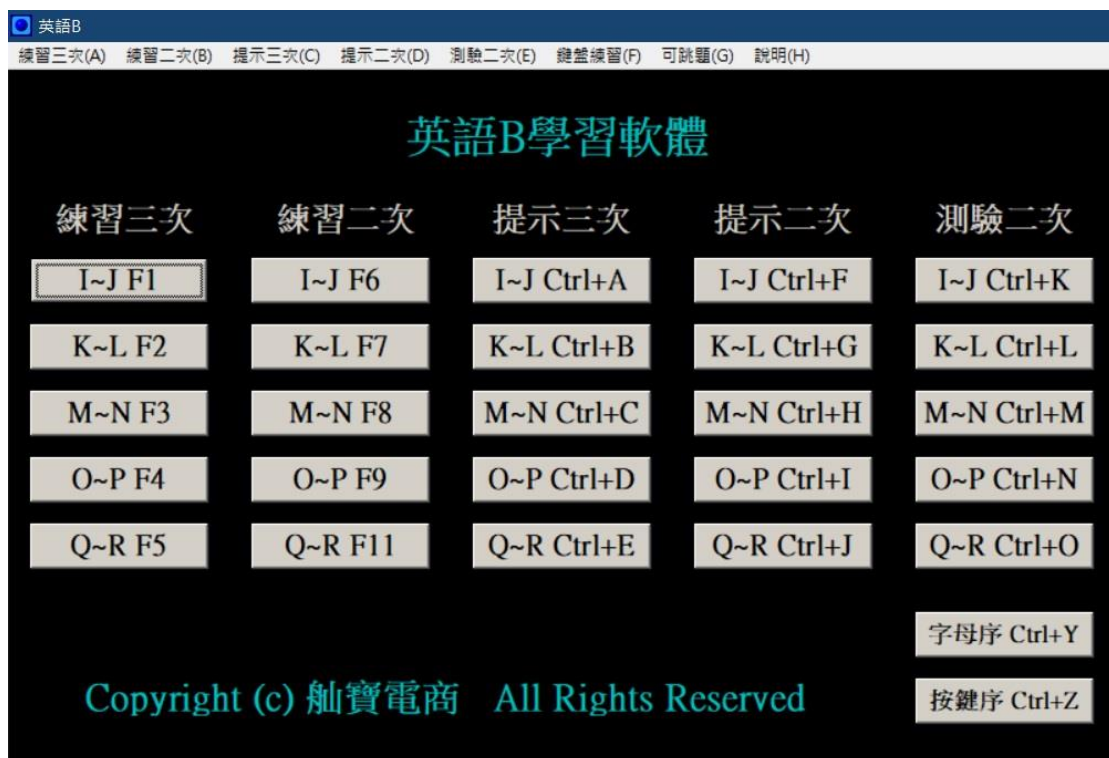 英語B
練習三次(A) 練習二次(B) 提示三次(C) 提示二次(D) 測驗二次(E) 鍵盤練習(F) 可跳題(G) 說明(H)
英語B學習軟體
練習三次 練習二次 提示三次 提示二次 測驗二次
I~J F1 I~J F6 I~J Ctrl+A I~J Ctrl+F I~J Ctrl+K
K~L F2 K~L F7 K~L Ctrl+B K~L Ctrl+G K~L Ctrl+L
M~N F3 M~N F8 M~N Ctrl+C M~N Ctrl+H M~N Ctrl+M
O~P F4 O~P F9 O~P Ctrl+D O~P Ctrl+I O~P Ctrl+N
Q~R F5 Q~R F11 Q~R Ctrl+E Q~R Ctrl+J Q~R Ctrl+O
字母序 Ctrl+Y
Copyright (c) 舢寶電商 All Rights Reserved
按鍵序 Ctrl+Z